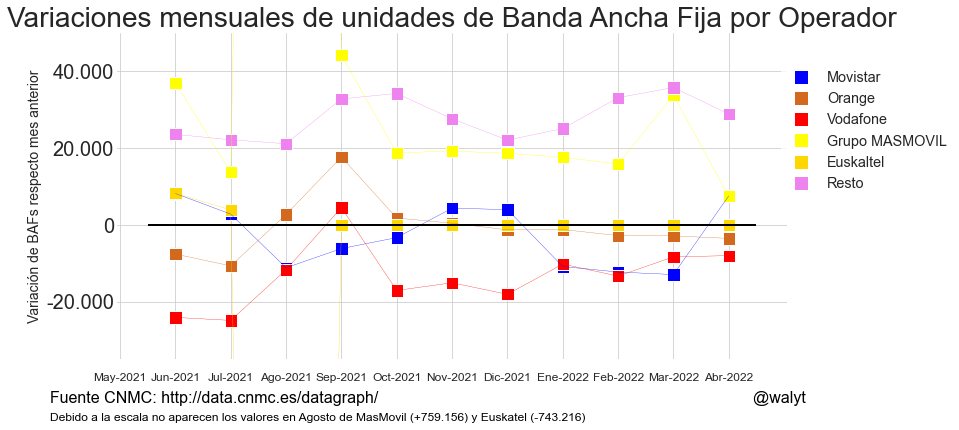 Variaciones mensuales de unidades de Banda Ancha Fija por Operador
Variación de BAFs respecto mes anterior
40.000
20.000
0
-20.000
Movistar
Orange
Vodafone
Grupo MASMOVIL
Euskaltel
Resto
May-2021 Jun-2021 Jul-2021 Ago-2021 Sep-2021 Oct-2021 Nov-2021 Dic-2021 Ene-2022 Feb-2022 Mar-2022 Abr-2022
Fuente CNMC: http://data.cnmc.es/datagraph/ @walyt
Debido a la escala no aparecen los valores en Agosto de MasMovil (+759.156) y Euskatel (-743.216)